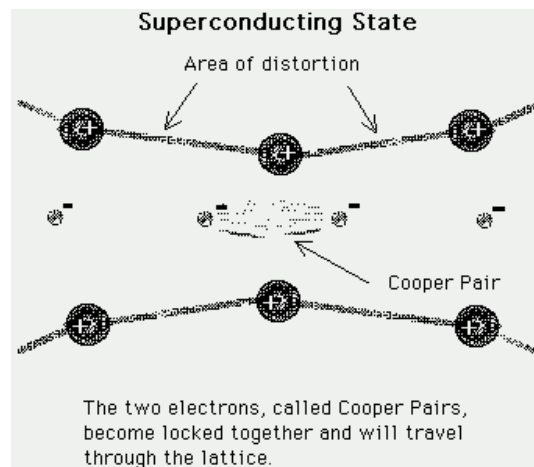 Superconducting State
Area of distortion
Cooper Pair
The two electrons, called Cooper Pairs,
become locked together and will travel
through the lattice.